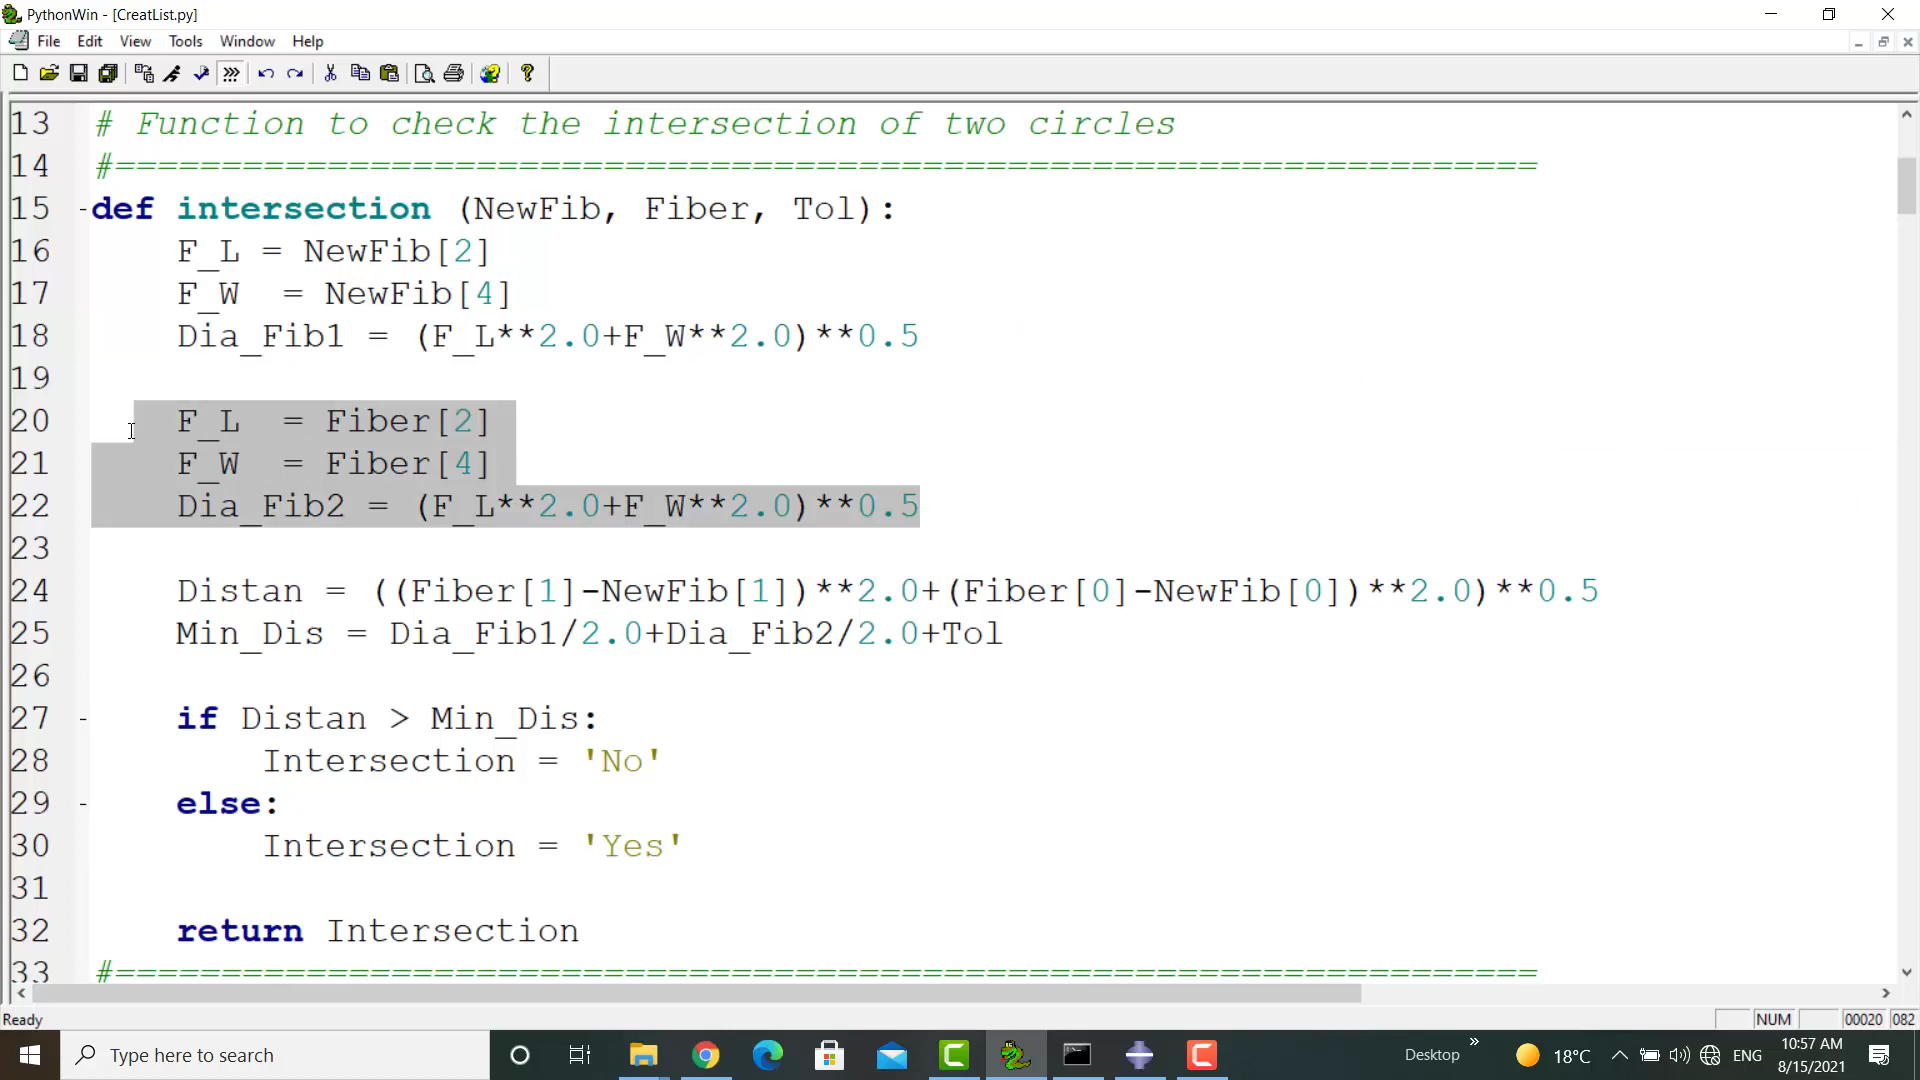 PythonWin - [CreatList.py]
File Edit View Tools Window Help
13 # Function to check the intersection of two circles
14 #===================================================================
15 -def intersection (NewFib, Fiber, Tol):
16 F_L = NewFib[2]
17 F_W  = NewFib[4]
18 Dia_Fib1 = (F_L**2.0+F_W**2.0)**0.5
19
20 F_L  = Fiber[2]
21 F_W  = Fiber[4]
22 Dia_Fib2 = (F_L**2.0+F_W**2.0)**0.5
23
24 Distan = ((Fiber[1]-NewFib[1])**2.0+(Fiber[0]-NewFib[0])**2.0)**0.5
25 Min_Dis = Dia_Fib1/2.0+Dia_Fib2/2.0+Tol
26
27 - if Distan > Min_Dis:
28 Intersection = 'No'
29 - else:
30 Intersection = 'Yes'
31
32 return Intersection
33 #===================================================================
Ready NUM 00020 082
Type here to search Desktop » 18°C ENG 10:57 AM
8/15/2021